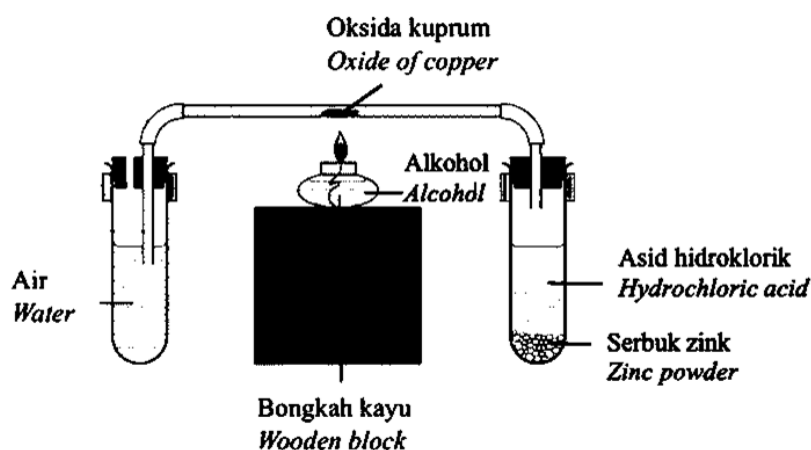 Oksida kuprum
Oxide of copper
Alkohol
Alcohol
Air
Water
Asid hidroklorik
Hydrochloric acid
Serbuk zink
Zinc powder
Bongkah kayu
Wooden block